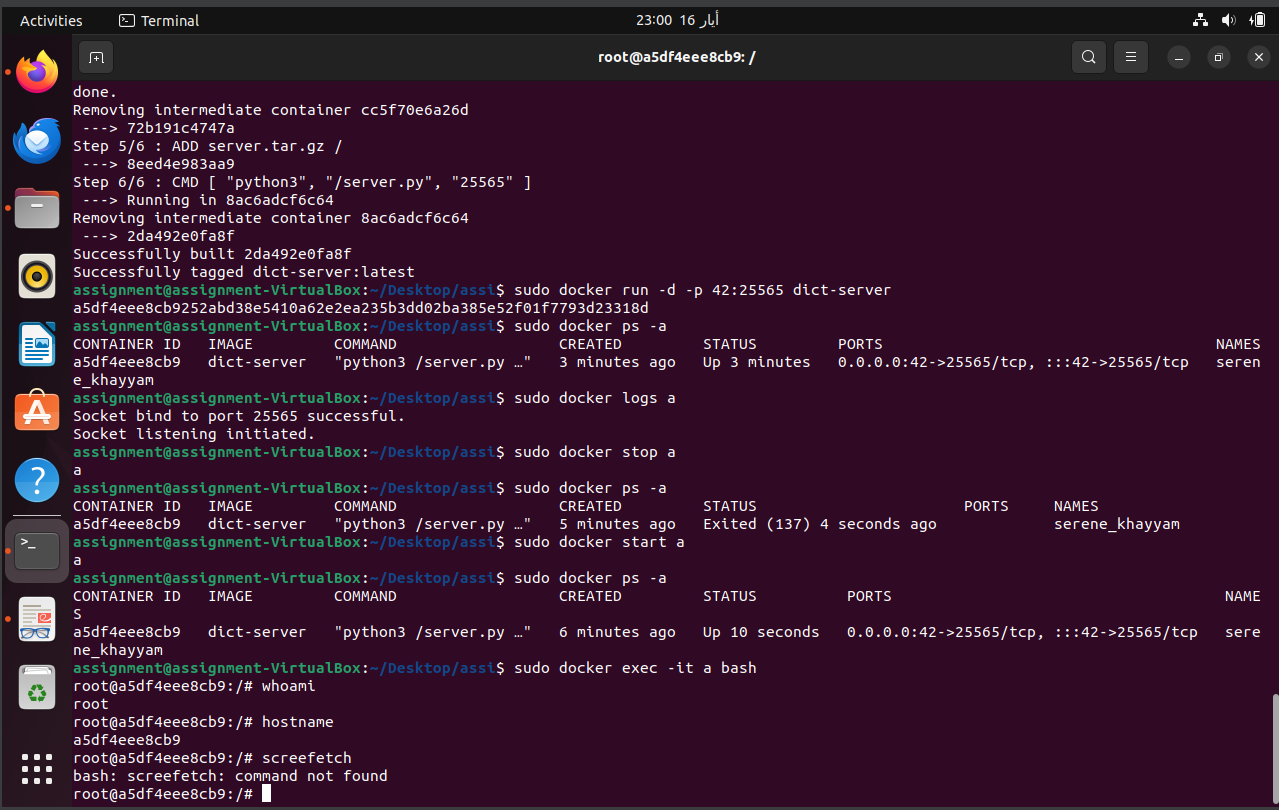 Activities
Terminal
23:00 16 أيار
root@a5df4eee8cb9: /
done.
Removing intermediate container cc5f70e6a26d
 ---> 72b191c4747a
Step 5/6 : ADD server.tar.gz /
 ---> 8eed4e983aa9
Step 6/6 : CMD [ "python3", "/server.py", "25565" ]
 ---> Running in 8ac6adcf6c64
Removing intermediate container 8ac6adcf6c64
 ---> 2da492e0fa8f
Successfully built 2da492e0fa8f
Successfully tagged dict-server:latest
assignment@assignment-VirtualBox:~/Desktop/assi$ sudo docker run -d -p 42:25565 dict-server
a5df4eee8cb9252abd38e5410a62e2ea235b3dd02ba385e52f01f7793d23318d
assignment@assignment-VirtualBox:~/Desktop/assi$ sudo docker ps -a
CONTAINER ID   IMAGE         COMMAND                  CREATED         STATUS         PORTS                                     NAMES
a5df4eee8cb9   dict-server   "python3 /server.py …"   3 minutes ago   Up 3 minutes   0.0.0.0:42->25565/tcp, :::42->25565/tcp   seren
e_khayyam
assignment@assignment-VirtualBox:~/Desktop/assi$ sudo docker logs a
Socket bind to port 25565 successful.
Socket listening initiated.
assignment@assignment-VirtualBox:~/Desktop/assi$ sudo docker stop a
a
assignment@assignment-VirtualBox:~/Desktop/assi$ sudo docker ps -a
CONTAINER ID   IMAGE         COMMAND                  CREATED         STATUS                       PORTS     NAMES
a5df4eee8cb9   dict-server   "python3 /server.py …"   5 minutes ago   Exited (137) 4 seconds ago             serene_khayyam
assignment@assignment-VirtualBox:~/Desktop/assi$ sudo docker start a
a
assignment@assignment-VirtualBox:~/Desktop/assi$ sudo docker ps -a
CONTAINER ID   IMAGE         COMMAND                  CREATED         STATUS          PORTS                                     NAME
S
a5df4eee8cb9   dict-server   "python3 /server.py …"   6 minutes ago   Up 10 seconds   0.0.0.0:42->25565/tcp, :::42->25565/tcp   sere
ne_khayyam
assignment@assignment-VirtualBox:~/Desktop/assi$ sudo docker exec -it a bash
root@a5df4eee8cb9:/# whoami
root
root@a5df4eee8cb9:/# hostname
a5df4eee8cb9
root@a5df4eee8cb9:/# screefetch
bash: screefetch: command not found
root@a5df4eee8cb9:/#